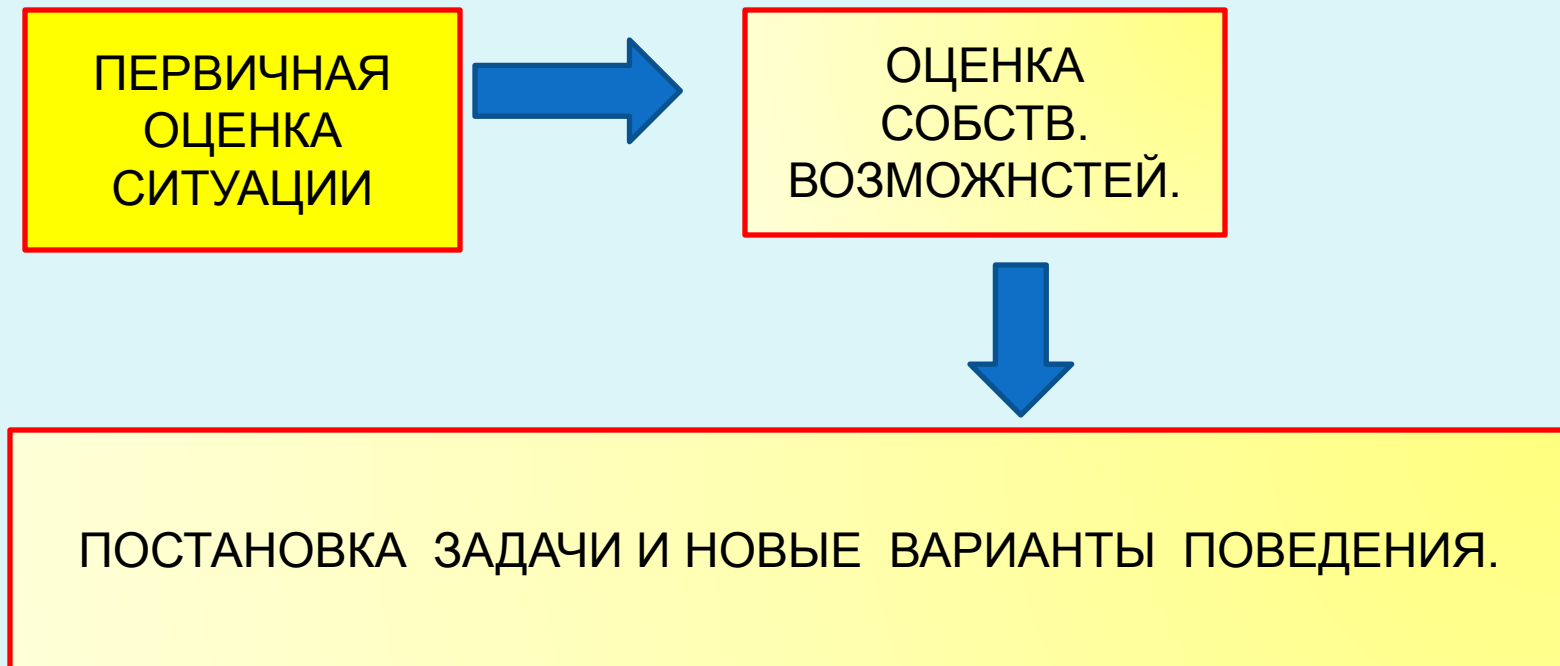 ПЕРВИЧНАЯ
ОЦЕНКА
СИТУАЦИИ
ОЦЕНКА
СОБСТВ.
ВОЗМОЖНСТЕЙ.
ПОСТАНОВКА ЗАДАЧИ И НОВЫЕ ВАРИАНТЫ ПОВЕДЕНИЯ.